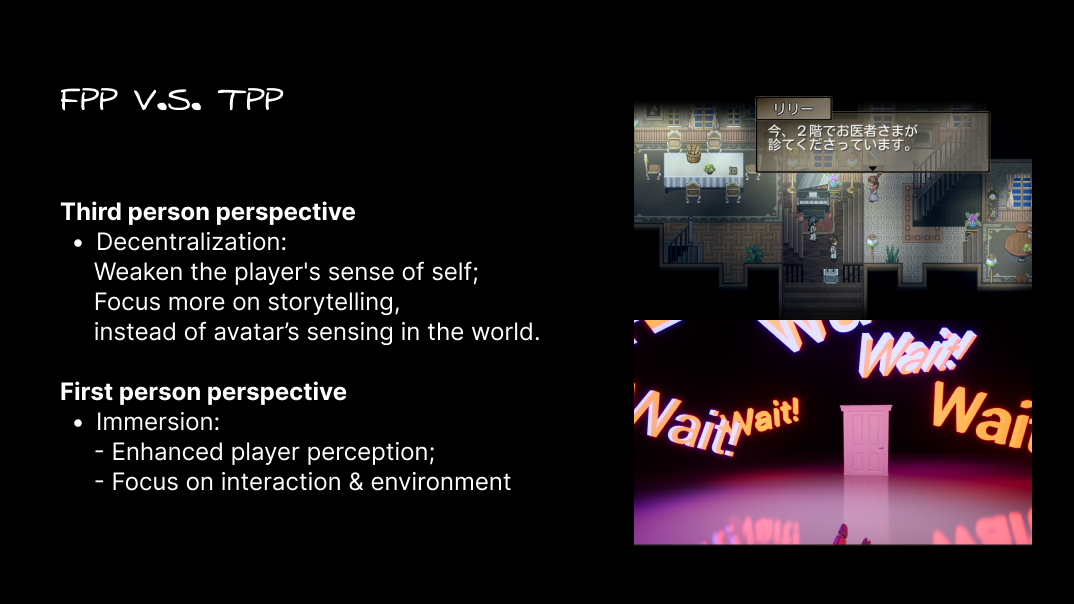 FPP V.S. TPP
Third person perspective
• Decentralization:
Weaken the player's sense of self;
Focus more on storytelling,
instead of avatar’s sensing in the world.
First person perspective
• Immersion:
- Enhanced player perception;
- Focus on interaction & environment
リリー
今、２階でお医者さまが
診てくださっています。
Wait!
Wait!
Wait!
Wai